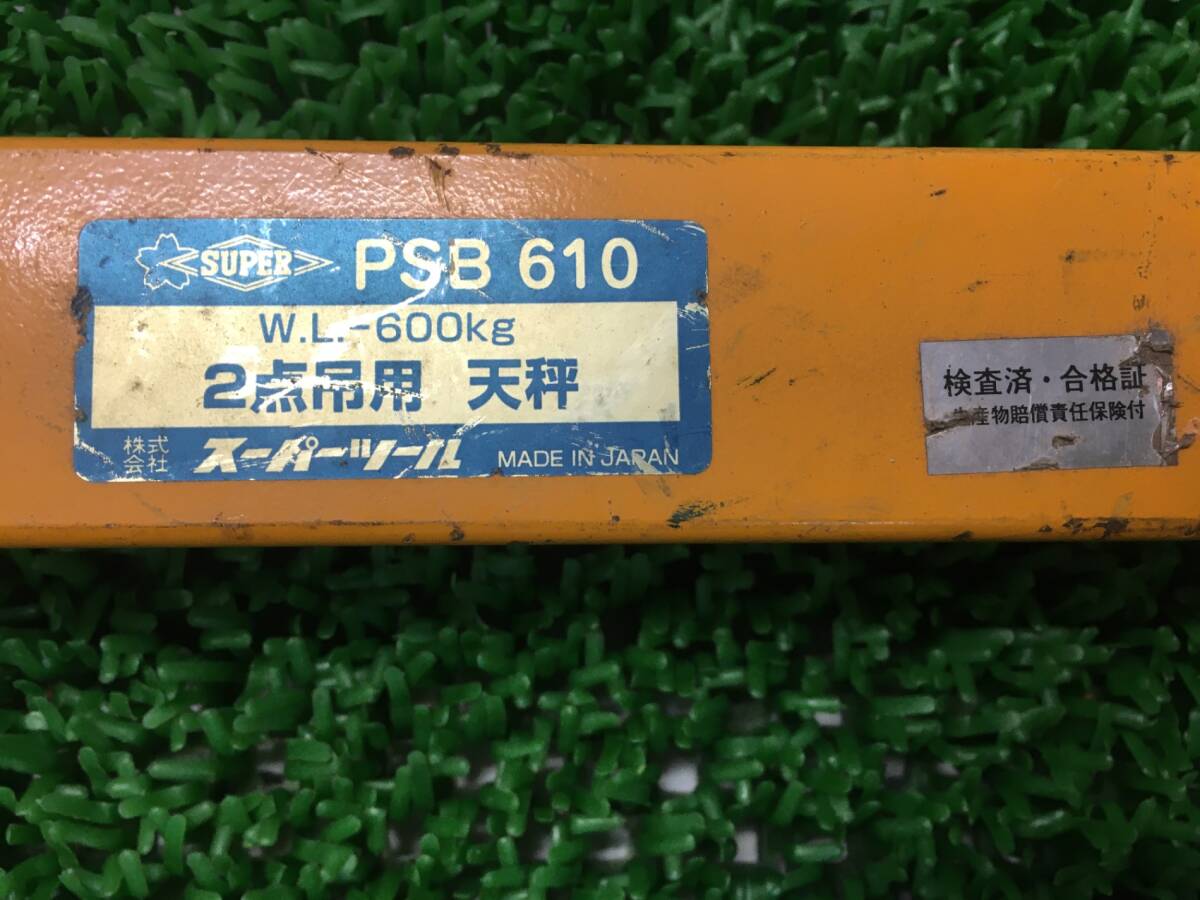 SUPER PSB 610
W.L.-600kg
2点吊用 天秤
株式会社 スーパーツール MADE IN JAPAN
検査済・合格証
生産物賠償責任保険付